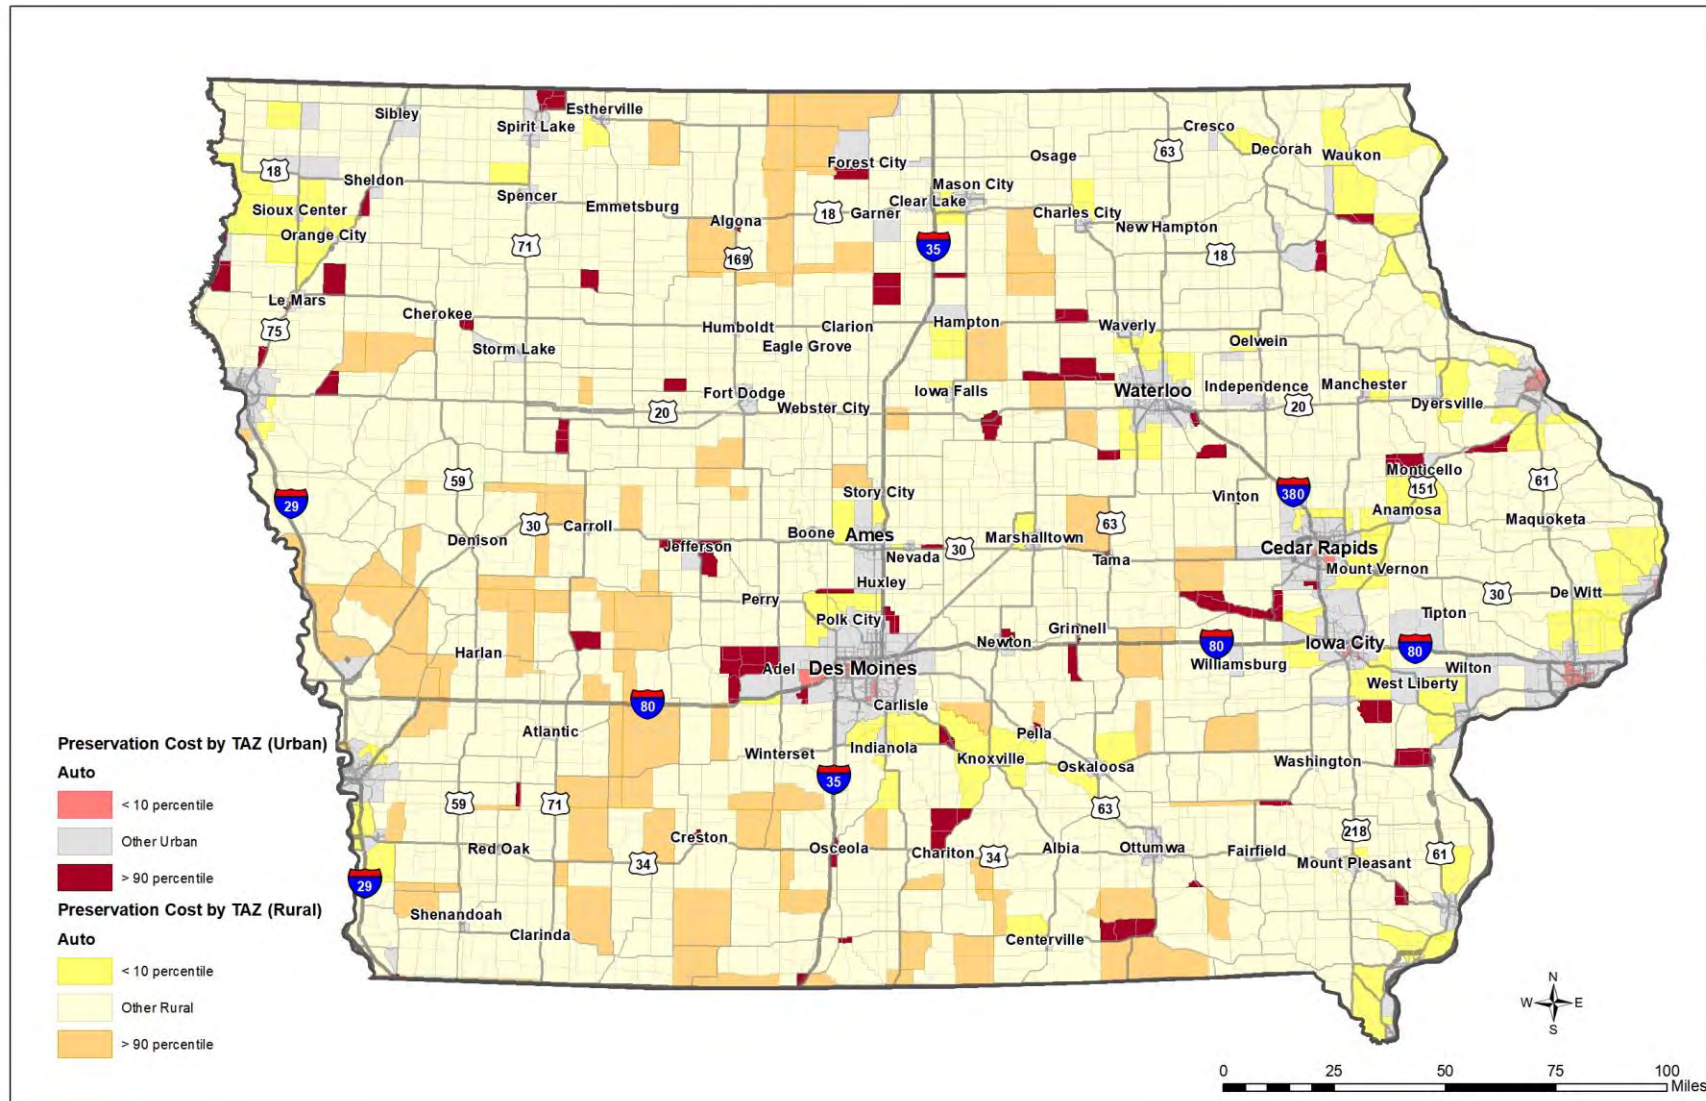 Sibley
Estherville
Spirit Lake
Cresco
63
Decorah
Osage
Waukon
Forest City
18
Sheldon
Mason City
Spencer
Clear Lake
Emmetsburg
Sioux Center
Algona
18
Garner
Charles City
New Hampton
Orange City
71
35
169
18
Le Mars
Cherokee
75
Humboldt
Clarion
Hampton
Waverly
Eagle Grove
Oelwein
Storm Lake
Fort Dodge
Iowa Falls
Waterloo
Independence
Manchester
20
Webster City
20
Dyersville
Monticello
59
151
61
Story City
Vinton
380
29
Anamosa
30
Carroll
63
Maquoketa
Boone
Ames
Marshalltown
Denison
Jefferson
Nevada
30
Cedar Rapids
Tama
Mount Vernon
Huxley
Perry
30
De Witt
Polk City
Tipton
Grinnell
Newton
80
Iowa City
80
Harlan
Adel
Des Moines
Williamsburg
Wilton
West Liberty
80
Carlisle
Atlantic
Pella
Winterset
Indianola
Knoxville
Oskaloosa
Washington
35
59
71
63
218
Creston
Red Oak
34
Osceola
Chariton
34
Albia
Ottumwa
Fairfield
Mount Pleasant
61
29
Shenandoah
Clarinda
Centerville
Preservation Cost by TAZ (Urban)
Auto
< 10 percentile
Other Urban
> 90 percentile
Preservation Cost by TAZ (Rural)
Auto
< 10 percentile
Other Rural
> 90 percentile
N
W
E
S
0
25
50
75
100
Miles